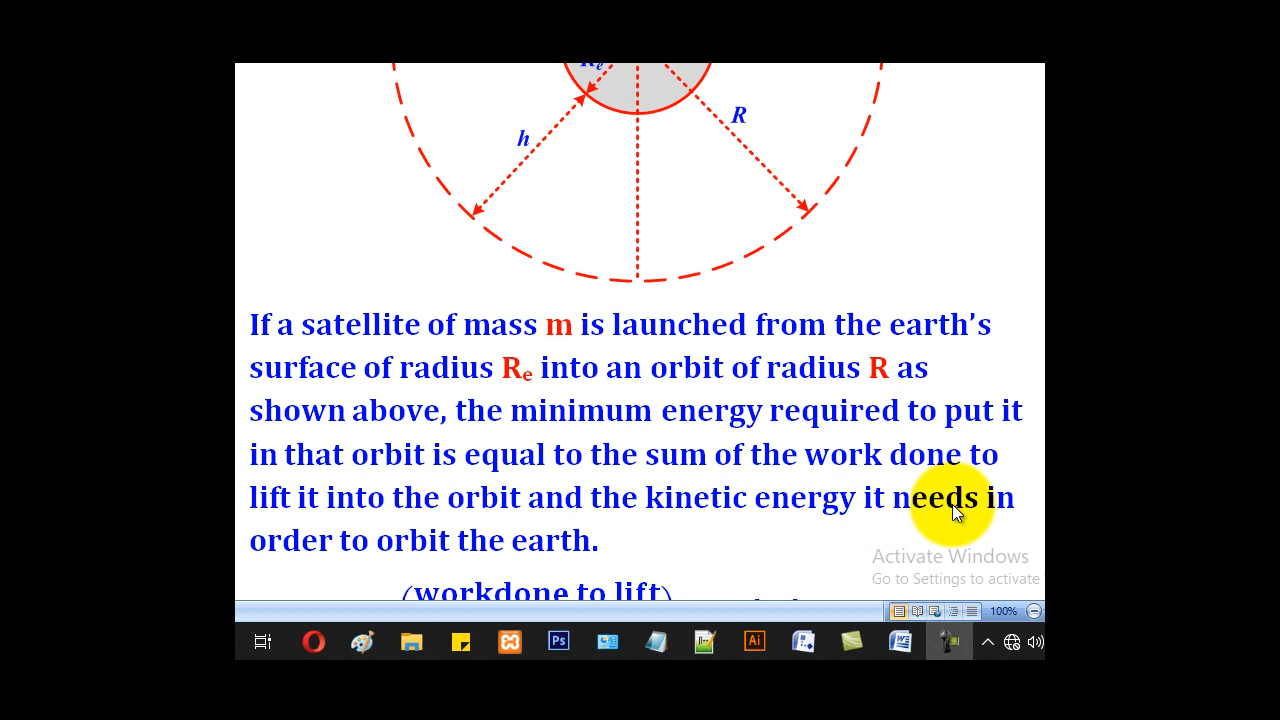 Re
R
h
If a satellite of mass m is launched from the earth's
surface of radius Re into an orbit of radius R as
shown above, the minimum energy required to put it
in that orbit is equal to the sum of the work done to
lift it into the orbit and the kinetic energy it needs in
order to orbit the earth.
Activate Windows
Go to Settings to activate
(workdone to lift)
100%
Ps
Ai